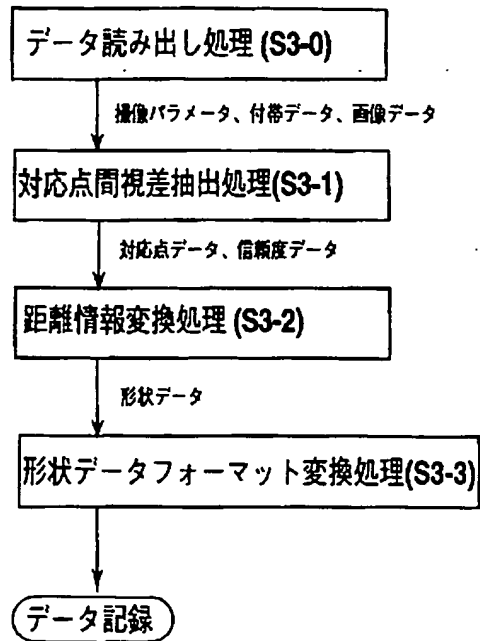 データ読み出し処理 (S3-0)
撮像パラメータ、付帯データ、画像データ
対応点間視差抽出処理(S3-1)
対応点データ、信頼度データ
距離情報変換処理 (S3-2)
形状データ
形状データフォーマット変換処理(S3-3)
データ記録